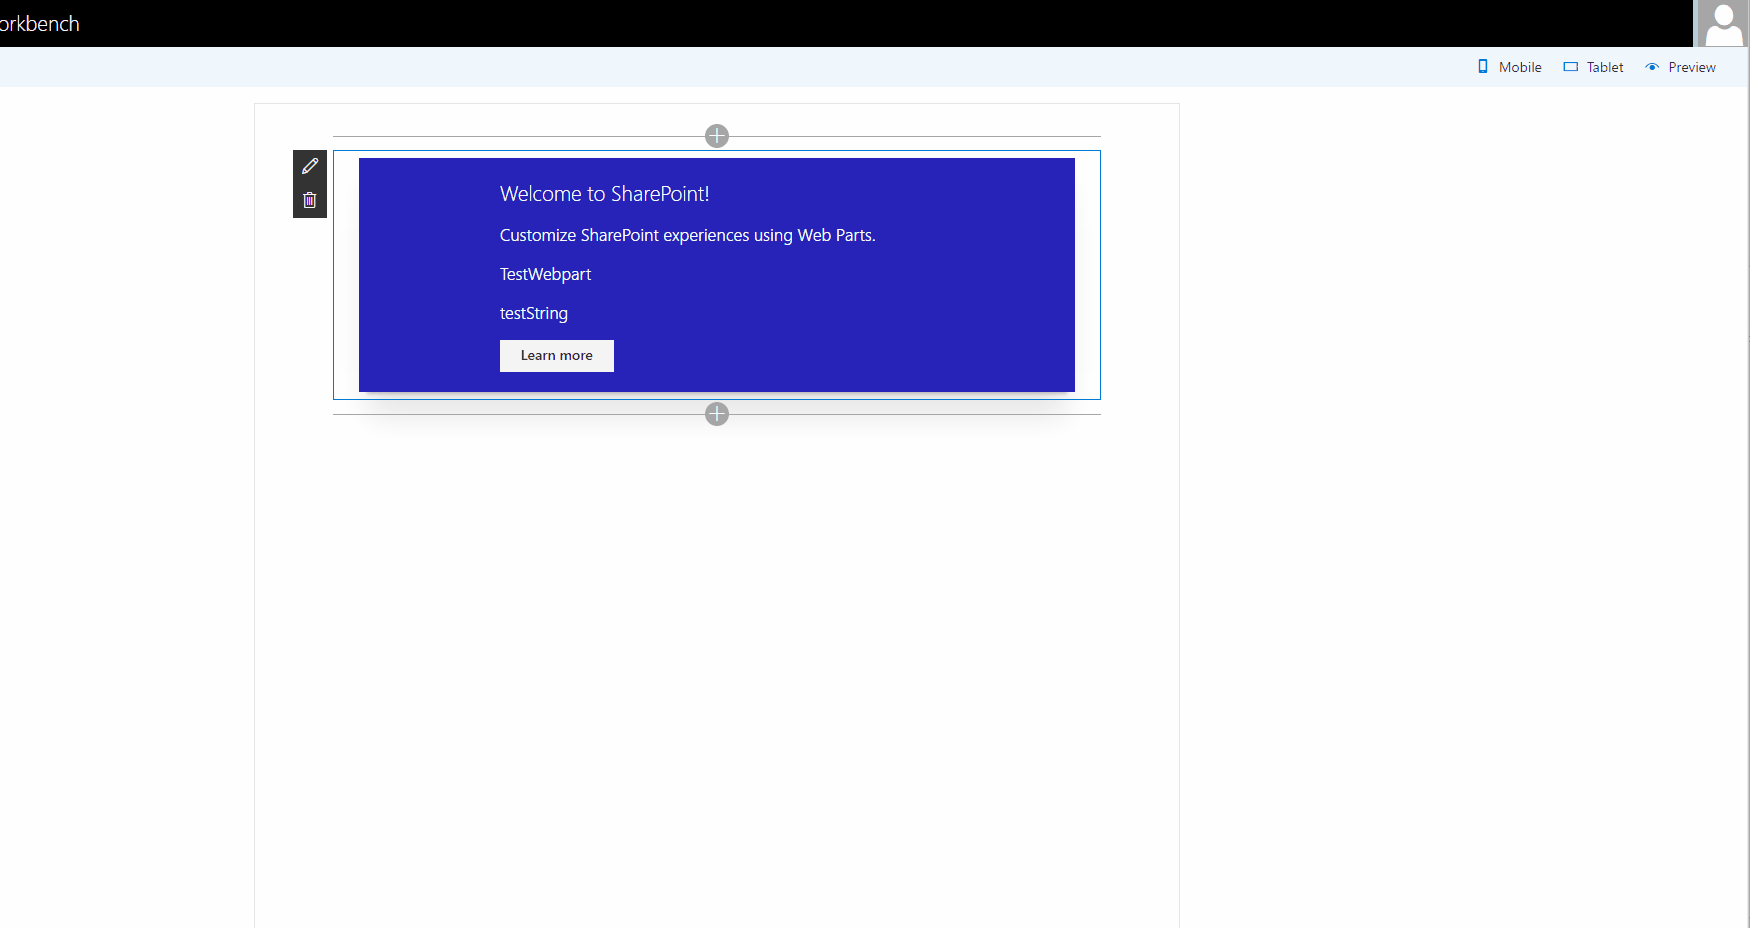 orkbench
Mobile Tablet Preview
Welcome to SharePoint!
Customize SharePoint experiences using Web Parts.
TestWebpart
testString
Learn more